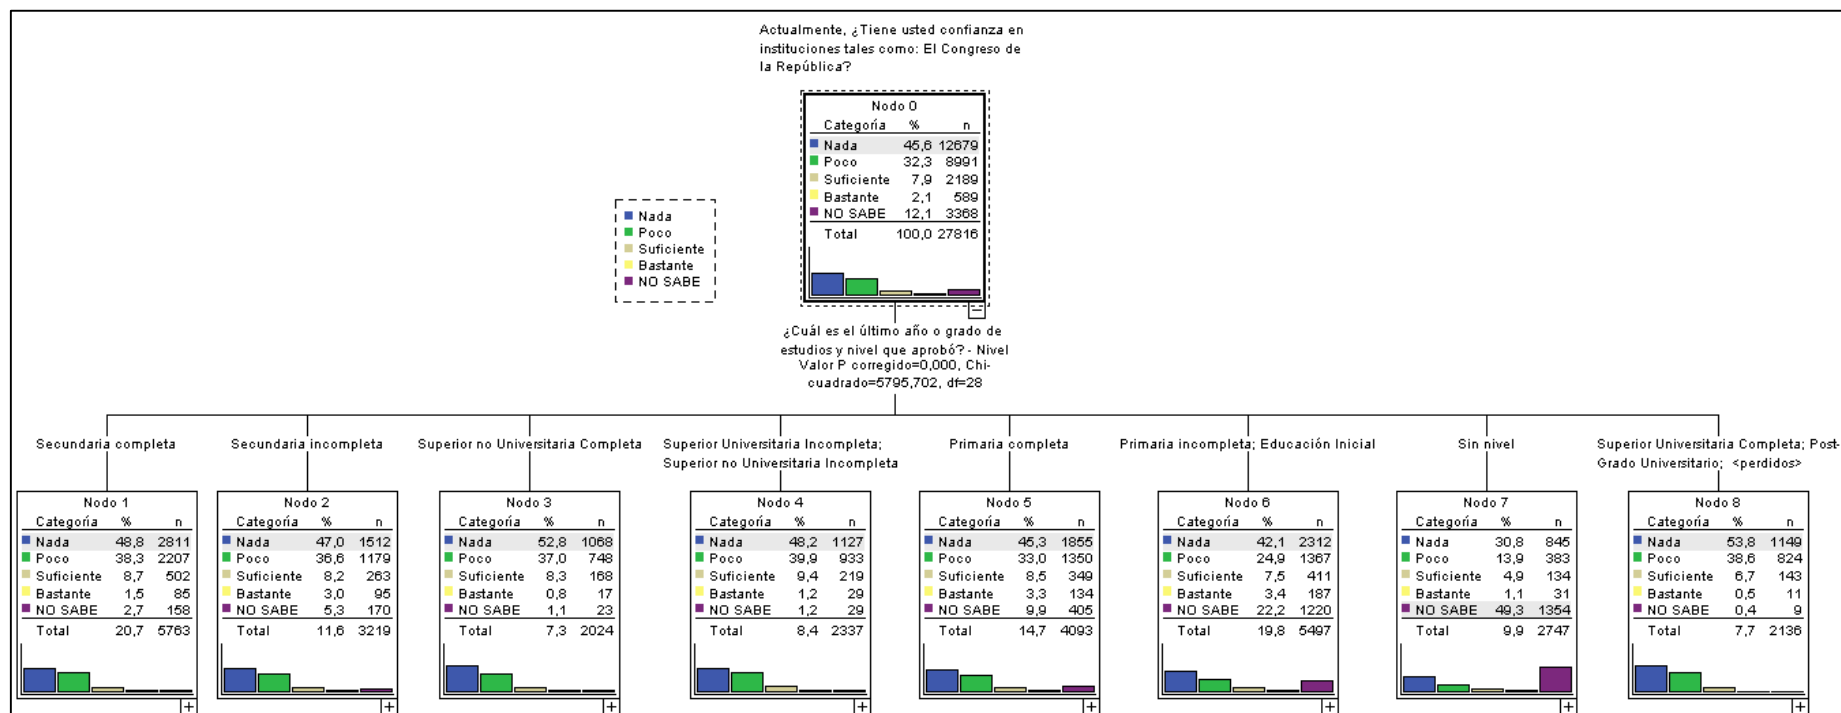 Actualmente, ¿Tiene usted confianza en
instituciones tales como: El Congreso de
la República?
Nodo 0
Categoría % n
Nada 45,6 12679
Poco 32,3 8991
Suficiente 7,9 2189
Bastante 2,1 589
NO SABE 12,1 3368
Total 100,0 27816
Nada
Poco
Suficiente
Bastante
NO SABE
¿Cuál es el último año o grado de
estudios y nivel que aprobó? - Nivel
Valor P corregido=0,000, Chi-
cuadrado=5795,702, df=28
Secundaria completa
Nodo 1
Categoría % n
Nada 48,8 2811
Poco 38,3 2207
Suficiente 8,7 502
Bastante 1,5 85
NO SABE 2,7 158
Total 20,7 5763
Secundaria incompleta
Nodo 2
Categoría % n
Nada 47,0 1512
Poco 36,6 1179
Suficiente 8,2 263
Bastante 3,0 95
NO SABE 5,3 170
Total 11,6 3219
Superior no Universitaria Completa
Nodo 3
Categoría % n
Nada 52,8 1068
Poco 37,0 748
Suficiente 8,3 168
Bastante 0,8 17
NO SABE 1,1 23
Total 7,3 2024
Superior Universitaria Incompleta;
Superior no Universitaria Incompleta
Nodo 4
Categoría % n
Nada 48,2 1127
Poco 39,9 933
Suficiente 9,4 219
Bastante 1,2 29
NO SABE 1,2 29
Total 8,4 2337
Primaria completa
Nodo 5
Categoría % n
Nada 45,3 1855
Poco 33,0 1350
Suficiente 8,5 349
Bastante 3,3 134
NO SABE 9,9 405
Total 14,7 4093
Primaria incompleta; Educación Inicial
Nodo 6
Categoría % n
Nada 42,1 2312
Poco 24,9 1367
Suficiente 7,5 411
Bastante 3,4 187
NO SABE 22,2 1220
Total 19,8 5497
Sin nivel
Nodo 7
Categoría % n
Nada 30,8 845
Poco 13,9 383
Suficiente 4,9 134
Bastante 1,1 31
NO SABE 49,3 1354
Total 9,9 2747
Superior Universitaria Completa; Post-
Grado Universitario; <perdidos>
Nodo 8
Categoría % n
Nada 53,8 1149
Poco 38,6 824
Suficiente 6,7 143
Bastante 0,5 11
NO SABE 0,4 9
Total 7,7 2136